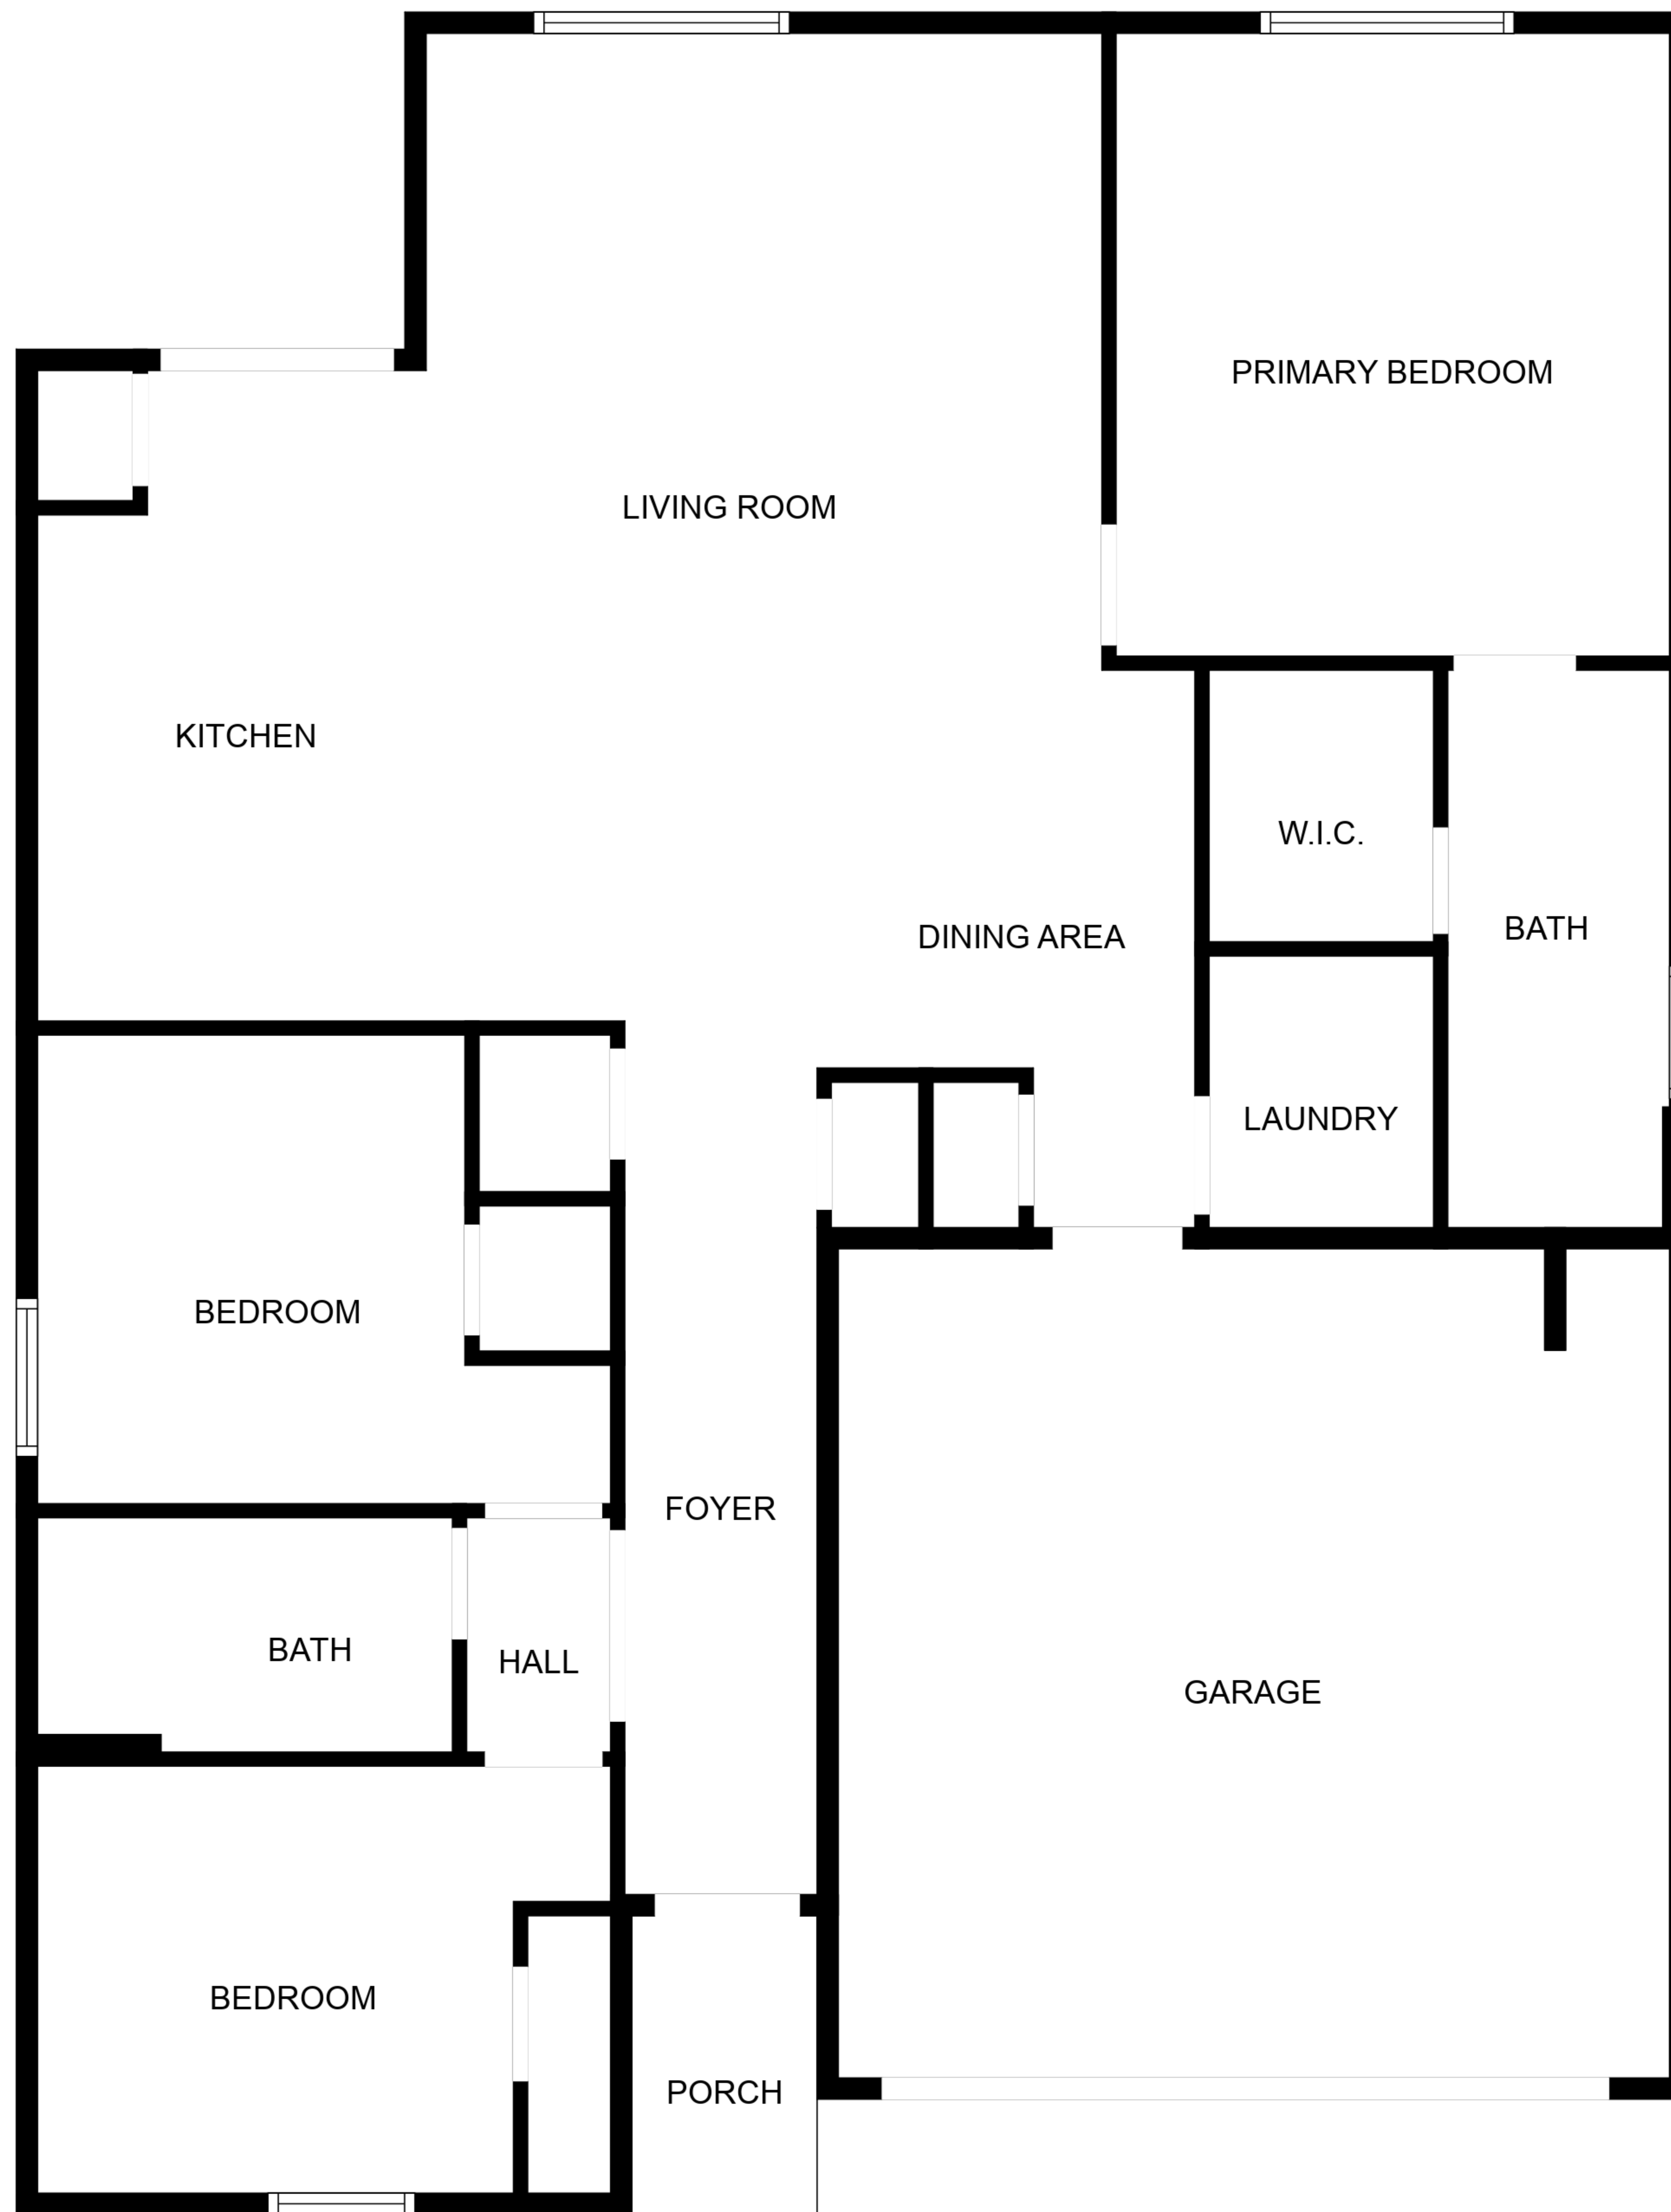 PRIMARY BEDROOM
LIVING ROOM
KITCHEN
W.I.C.
BATH
DINING AREA
LAUNDRY
BEDROOM
FOYER
BATH
HALL
GARAGE
BEDROOM
PORCH